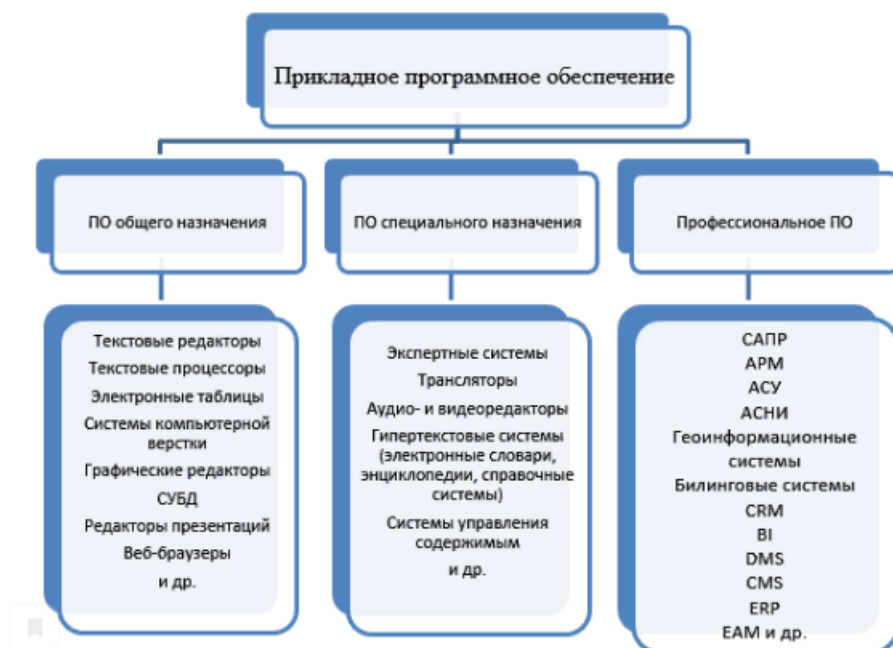 Прикладное программное обеспечение
ПО общего назначения
ПО специального назначения
Профессиональное ПО
Текстовые редакторы
Текстовые процессоры
Электронные таблицы
Системы компьютерной
верстки
Графические редакторы
СУБД
Редакторы презентаций
Веб-браузеры
и др.
Экспертные системы
Трансляторы
Аудио- и видеоредакторы
Гипертекстовые системы
(электронные словари,
энциклопедии, справочные
системы)
Системы управления
содержимым
и др.
САПР
АРМ
АСУ
АСНИ
Геоинформационные
системы
Билинговые системы
CRM
BI
DMS
CMS
ERP
EAM и др.